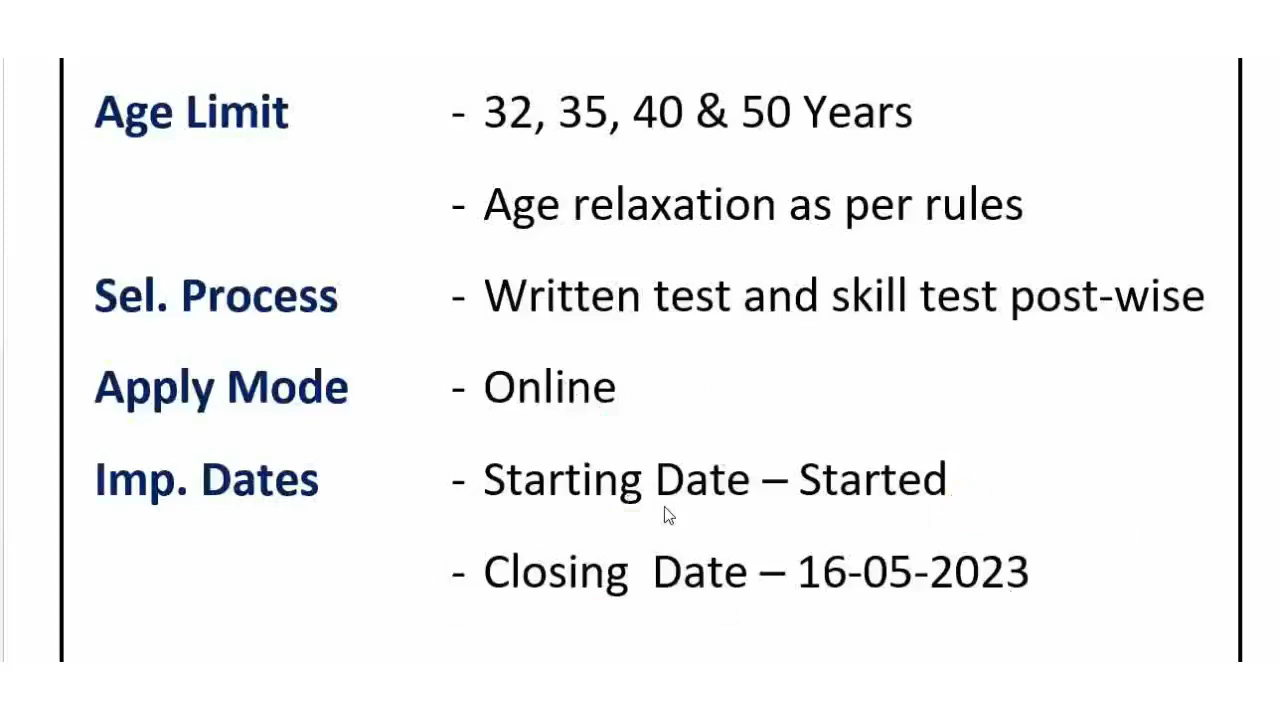 Age Limit - 32, 35, 40 & 50 Years
- Age relaxation as per rules
Sel. Process - Written test and skill test post-wise
Apply Mode - Online
Imp. Dates - Starting Date – Started
- Closing Date – 16-05-2023